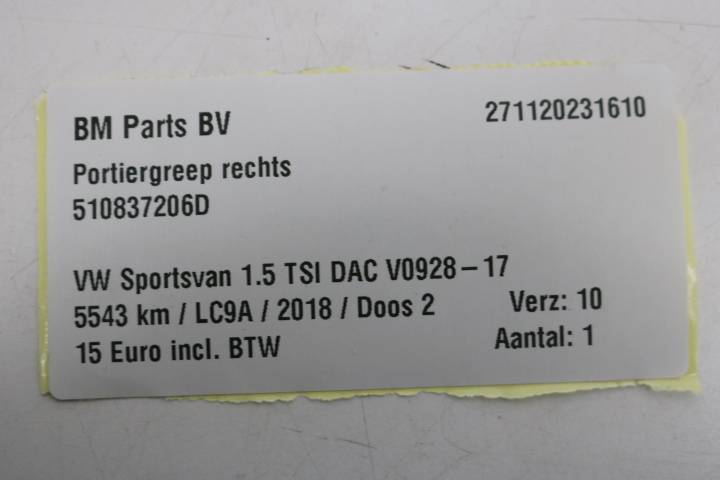 BM Parts BV 271120231610
Portiergreep rechts
510837206D
VW Sportsvan 1.5 TSI DAC V0928-17
5543 km / LC9A / 2018 / Doos 2 Verz: 10
15 Euro incl. BTW Aantal: 1